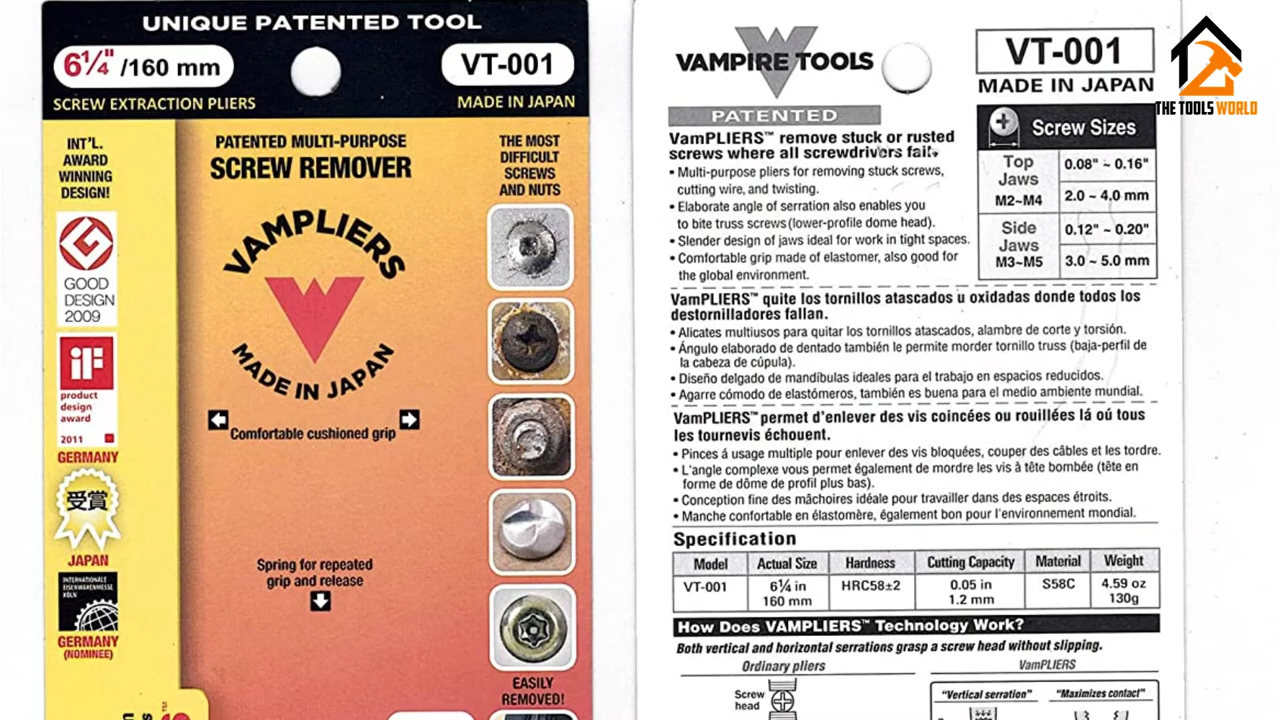 UNIQUE PATENTED TOOL
6¼" /160 mm
VT-001
SCREW EXTRACTION PLIERS
MADE IN JAPAN
INT'L.
AWARD
WINNING
DESIGN!
GOOD
DESIGN
2009
iF
product
design
award
2011
GERMANY
受賞
JAPAN
INTERNATIONALE
EISENWARENMESSE
KÖLN
GERMANY
(NOMINEE)
PATENTED MULTI-PURPOSE
SCREW REMOVER
VAMPLIERS
MADE IN JAPAN
Comfortable cushioned grip
Spring for repeated
grip and release
THE MOST
DIFFICULT
SCREWS
AND NUTS
EASILY
REMOVED!
VAMPIRE TOOLS
VT-001
MADE IN JAPAN
THE TOOLS WORLD
PATENTED
VamPLIERS™ remove stuck or rusted
screws where all screwdrivers fail.
• Multi-purpose pliers for removing stuck screws,
cutting wire, and twisting.
• Elaborate angle of serration also enables you
to bite truss screws (lower-profile dome head).
• Slender design of jaws ideal for work in tight spaces.
• Comfortable grip made of elastomer, also good for
the global environment.
Screw Sizes
Top
Jaws
M2~M4
0.08" ~ 0.16"
2.0 ~ 4.0 mm
Side
Jaws
M3~M5
0.12" ~ 0.20"
3.0 ~ 5.0 mm
VamPLIERS™ quite los tornillos atascados u oxidadas donde todos los
destornilladores fallan.
• Alicates multiusos para quitar los tornillos atascados, alambre de corte y torsión.
• Ángulo elaborado de dentado también le permite morder tornillo truss (baja-perfil de
la cabeza de cúpula).
• Diseño delgado de mandíbulas ideales para el trabajo en espacios reducidos.
• Agarre cómodo de elastómeros, también es buena para el medio ambiente mundial.
VamPLIERS™ permet d'enlever des vis coincées ou rouillées lá oú tous
les tournevis échouent.
• Pinces á usage multiple pour enlever des vis bloquées, couper des câbles et les tordre.
• L'angle complexe vous permet également de mordre les vis à tête bombée (tête en
forme de dôme de profil plus bas).
• Conception fine des mâchoires idéale pour travailler dans des espaces étroits.
• Manche confortable en élastomère, également bon pour l'environnement mondial.
Specification
Model Actual Size Hardness Cutting Capacity Material Weight
VT-001 6¼ in HRC58±2 0.05 in S58C 4.59 oz
160 mm 1.2 mm 130g
How Does VAMPLIERS™ Technology Work?
Both vertical and horizontal serrations grasp a screw head without slipping.
Ordinary pliers
VamPLIERS
Screw
head
"Vertical serration"
"Maximizes contact"